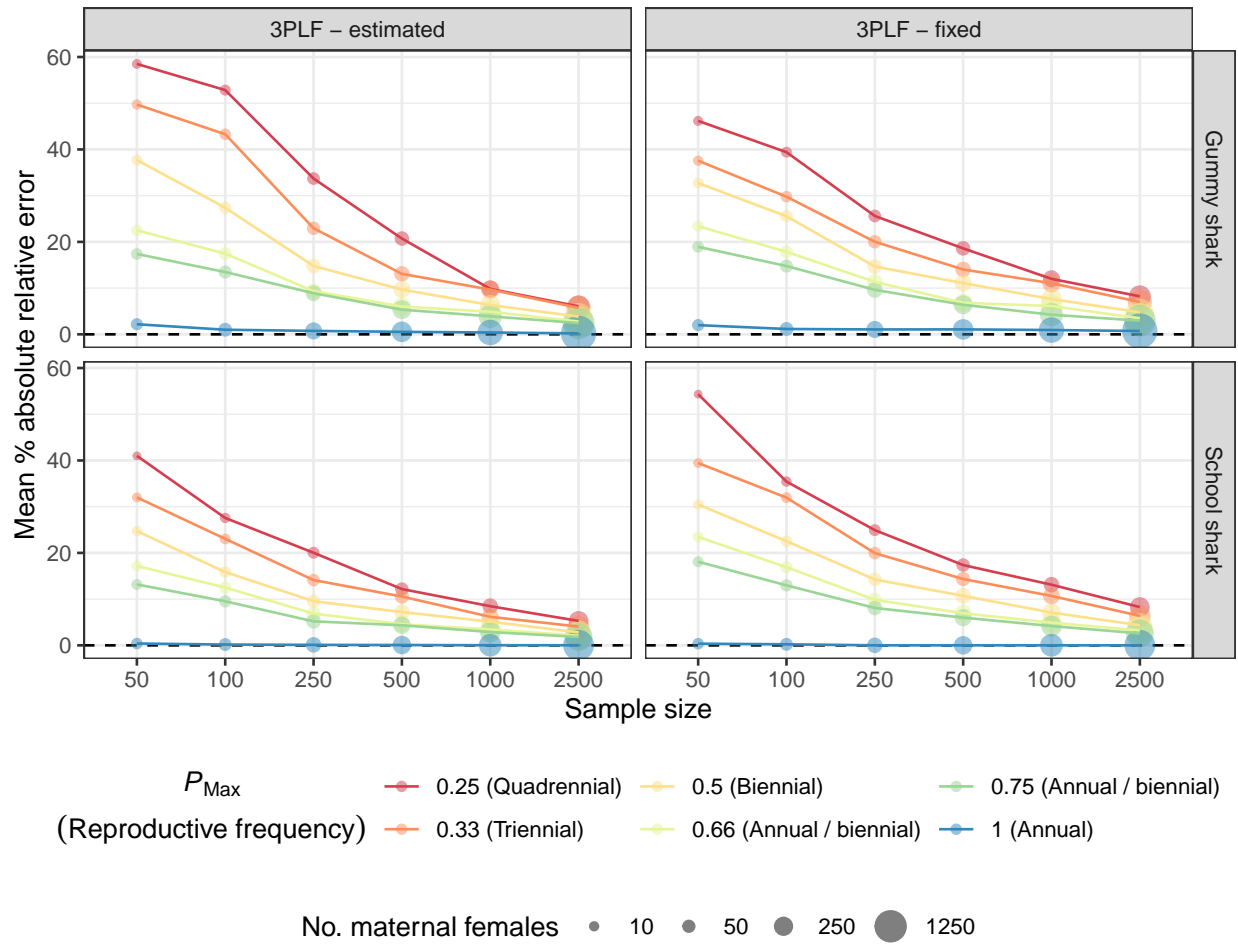 3PLF − estimated
3PLF − fixed
Mean % absolute relative error
60
40
20
0
Gummy shark
60
40
20
0
School shark
50 100 250 500 1000 2500
50 100 250 500 1000 2500
Sample size
PMax
(Reproductive frequency)
0.25 (Quadrennial)
0.5 (Biennial)
0.75 (Annual / biennial)
0.33 (Triennial)
0.66 (Annual / biennial)
1 (Annual)
No. maternal females 10 50 250 1250